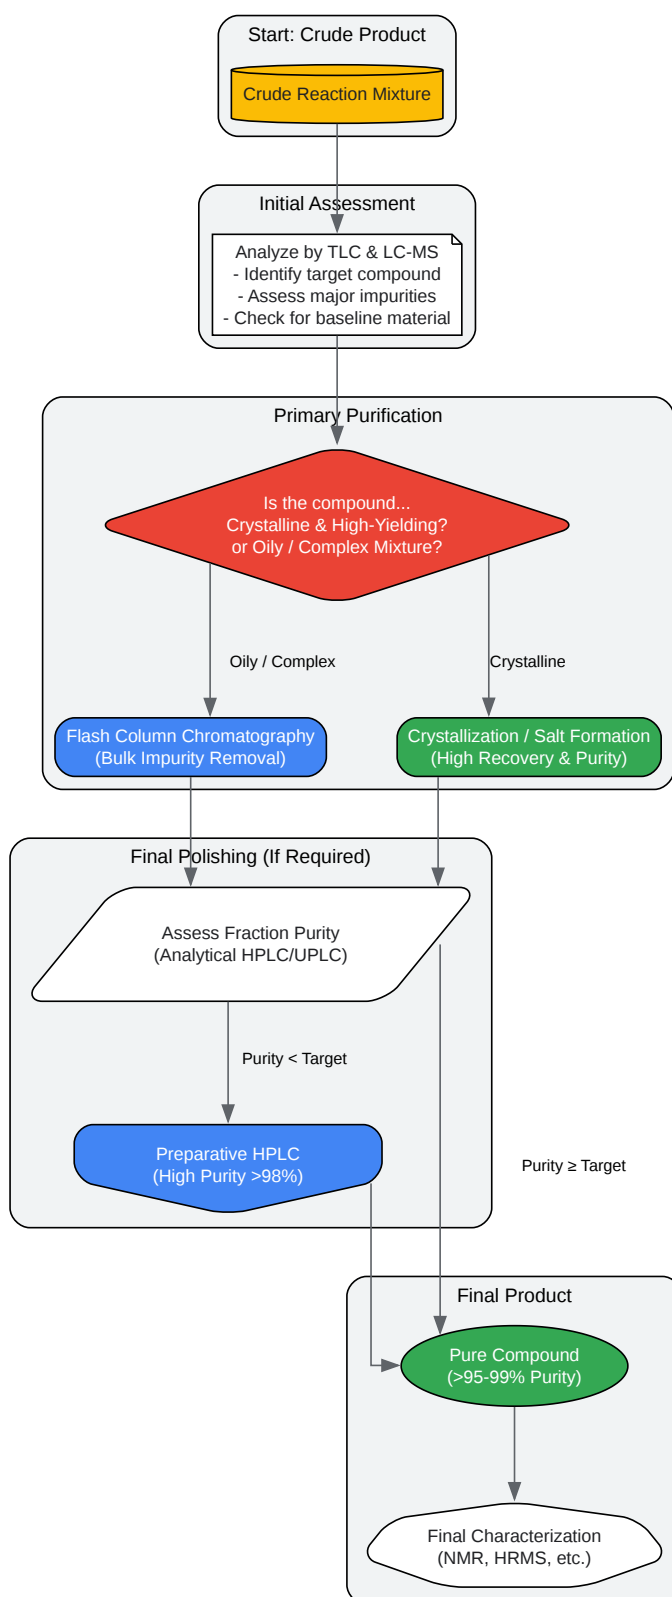 Start: Crude Product
Crude Reaction Mixture
Initial Assessment
Analyze by TLC & LC-MS
- Identify target compound
- Assess major impurities
- Check for baseline material
Primary Purification
Is the compound...
Crystalline & High-Yielding?
or Oily / Complex Mixture?
Oily / Complex
Crystalline
Flash Column Chromatography
(Bulk Impurity Removal)
Crystallization / Salt Formation
(High Recovery & Purity)
Final Polishing (If Required)
Assess Fraction Purity
(Analytical HPLC/UPLC)
Purity < Target
Preparative HPLC
(High Purity >98%)
Purity ≥ Target
Final Product
Pure Compound
(>95-99% Purity)
Final Characterization
(NMR, HRMS, etc.)